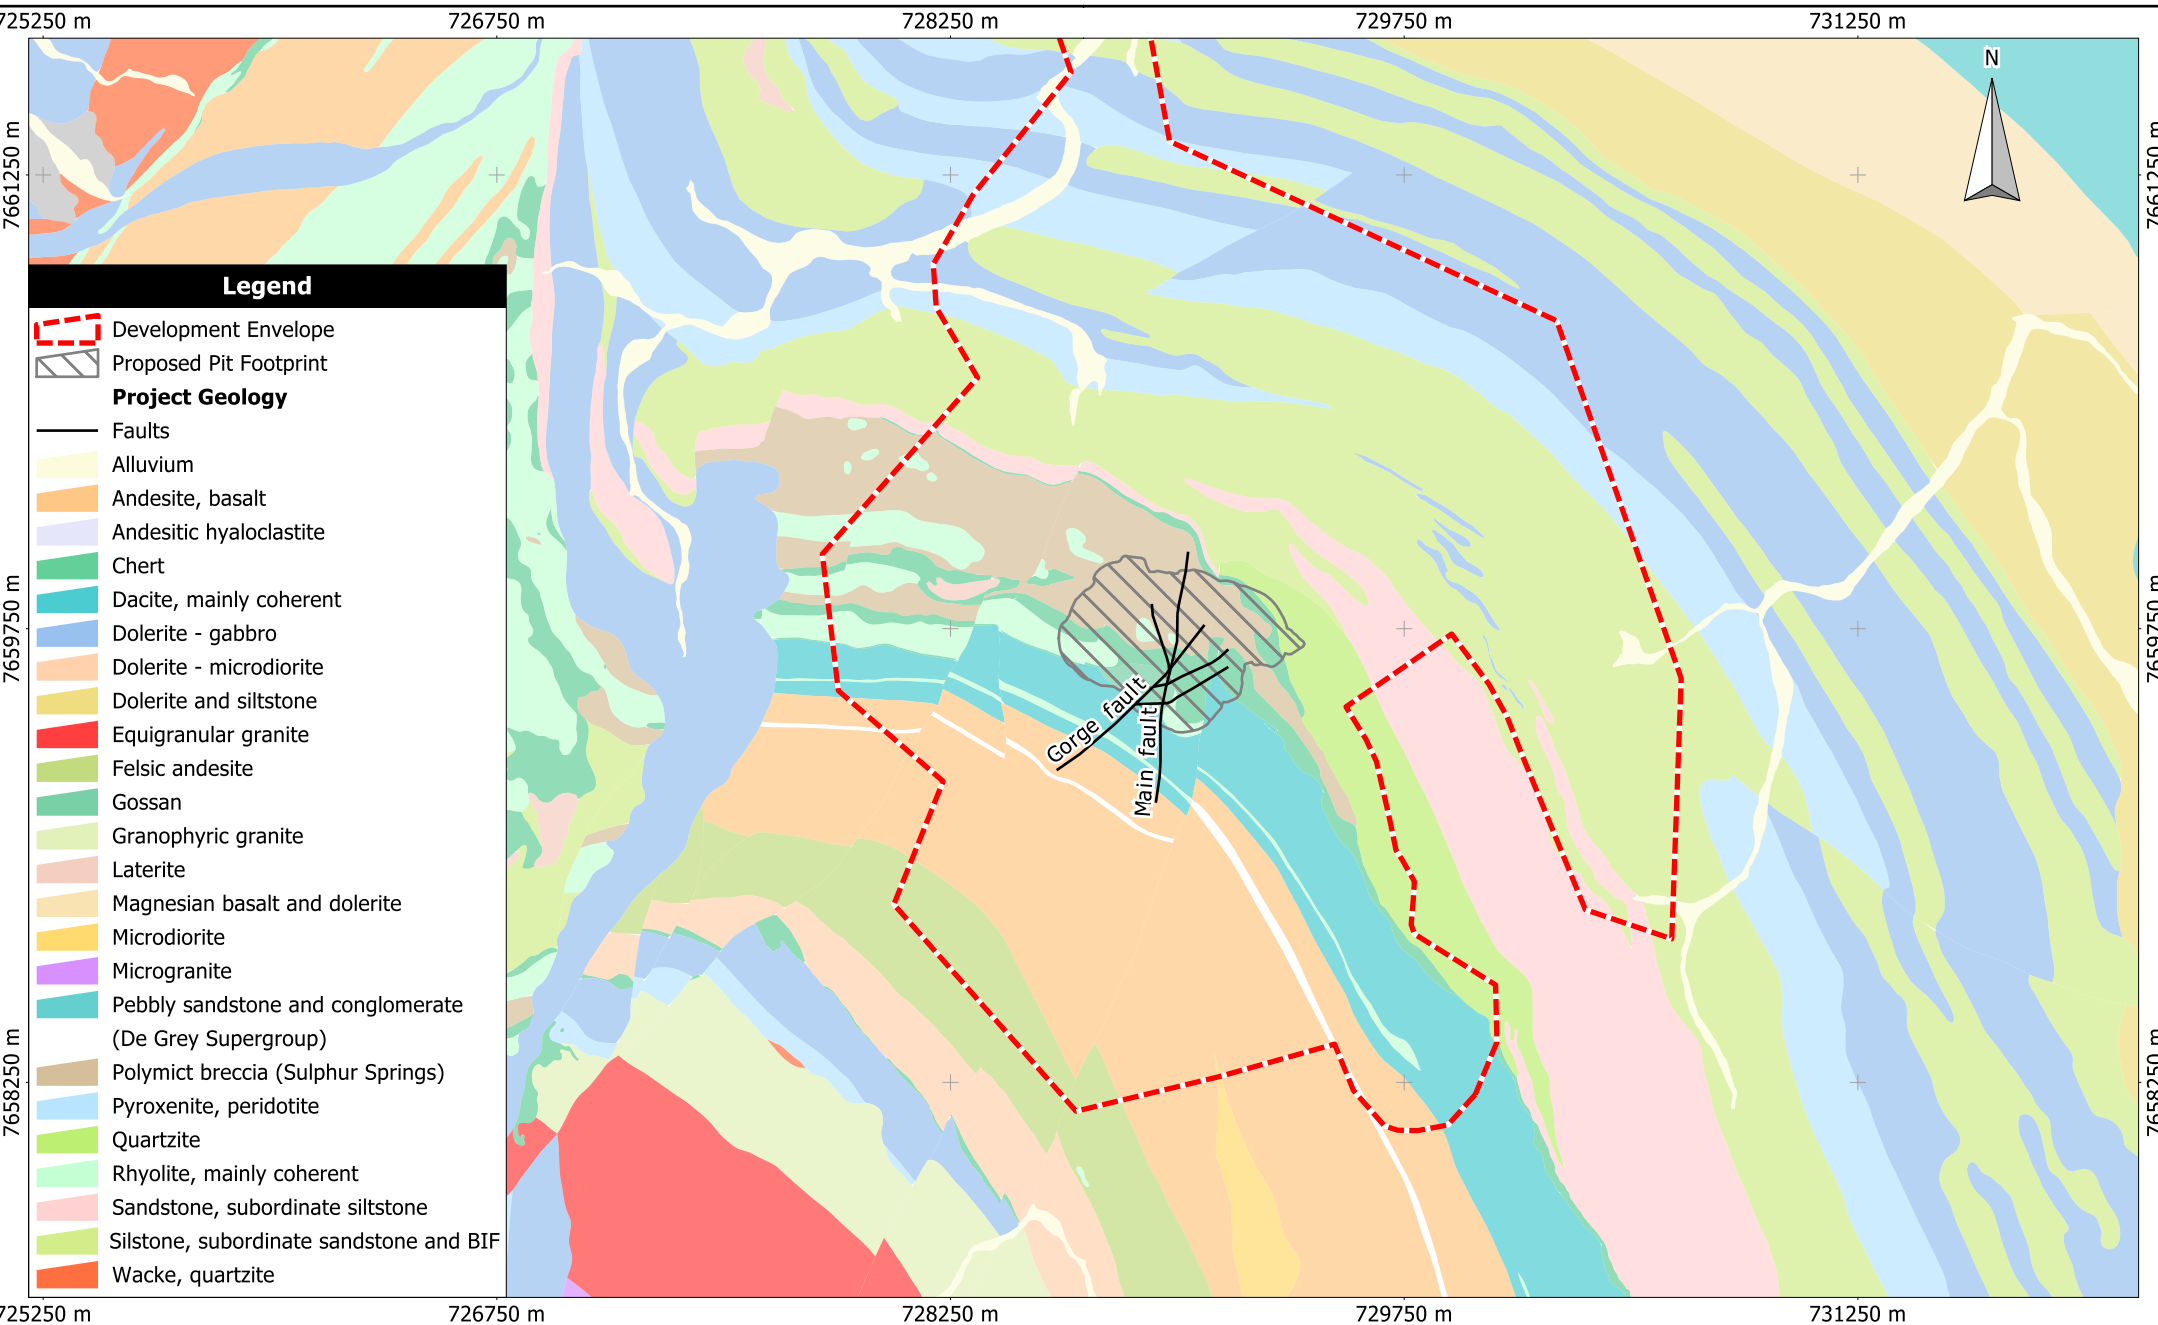 725250 m
726750 m
728250 m
729750 m
731250 m
N
7661250 m
7661250 m
Legend
Development Envelope
Proposed Pit Footprint
Project Geology
Faults
Alluvium
Andesite, basalt
Andesitic hyaloclastite
Chert
Dacite, mainly coherent
Dolerite - gabbro
Dolerite - microdiorite
Dolerite and siltstone
Equigranular granite
Felsic andesite
Gossan
Granophyric granite
Laterite
Magnesian basalt and dolerite
Microdiorite
Microgranite
Pebbly sandstone and conglomerate
(De Grey Supergroup)
Polymict breccia (Sulphur Springs)
Pyroxenite, peridotite
Quartzite
Rhyolite, mainly coherent
Sandstone, subordinate siltstone
Silstone, subordinate sandstone and BIF
Wacke, quartzite
7659750 m
7659750 m
Gorge fault
Main fault
7658250 m
7658250 m
725250 m
726750 m
728250 m
729750 m
731250 m